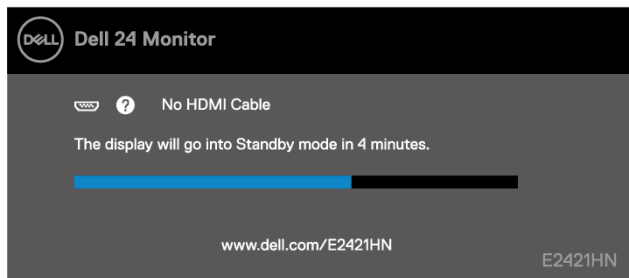 DELL
Dell 24 Monitor
? No HDMI Cable
The display will go into Standby mode in 4 minutes.
www.dell.com/E2421HN
E2421HN